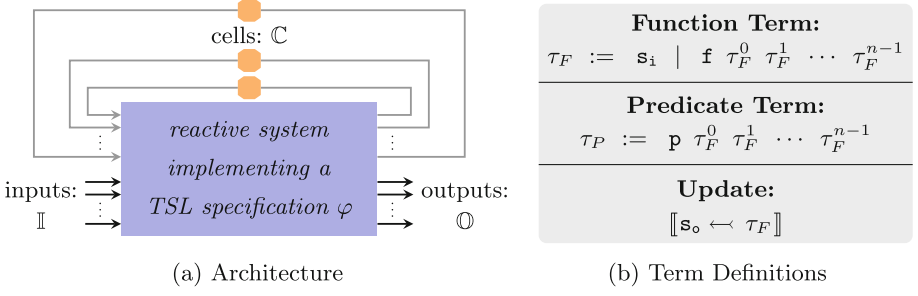 cells: ℂ
reactive system
implementing a
TSL specification φ
inputs:
𝕀
outputs:
𝕆
(a) Architecture
Function Term:
τ_F := s_i | f τ_F^0 τ_F^1 ⋯ τ_F^{n−1}
Predicate Term:
τ_P := p τ_F^0 τ_F^1 ⋯ τ_F^{n−1}
Update:
⟦s_o ↢ τ_F⟧
(b) Term Definitions